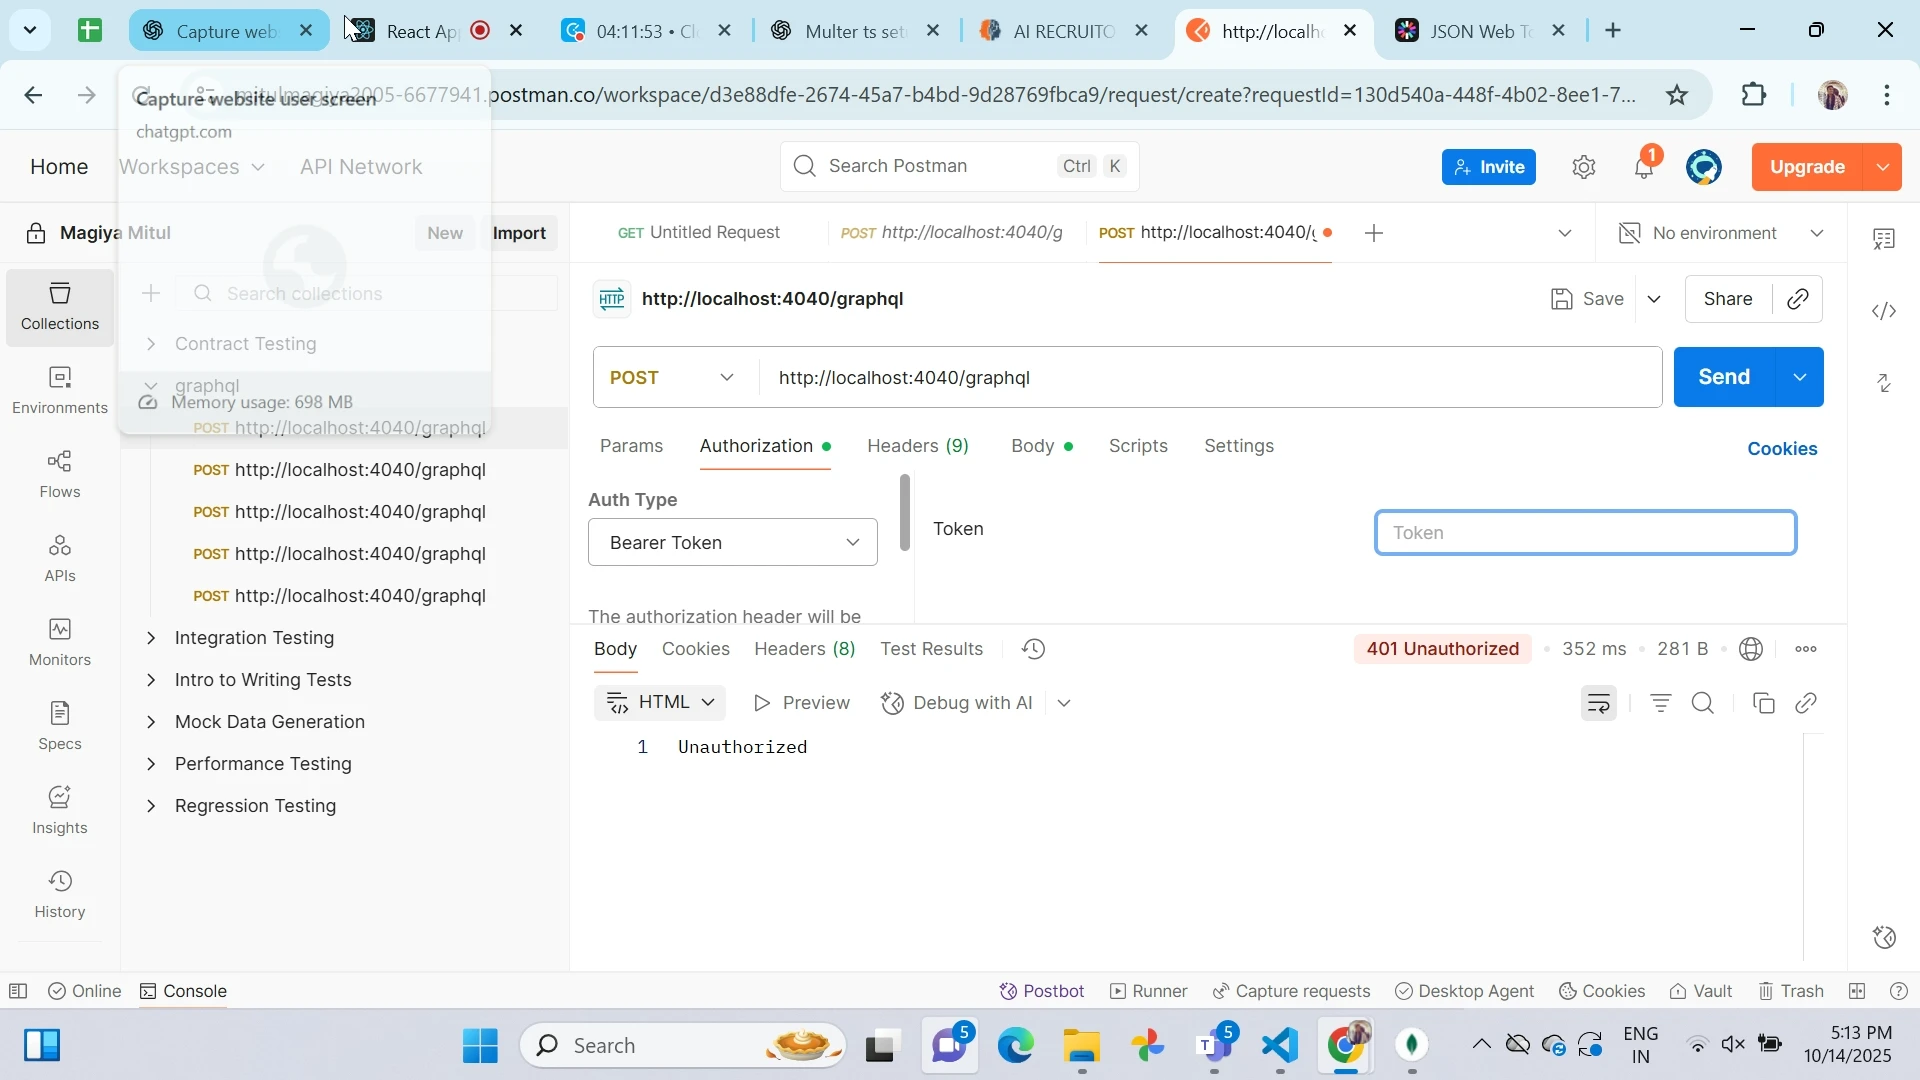 Capture web
React Ap
04:11:53 • Cl
Multer ts set
AI RECRUITO
http://localh
JSON Web To
mitulmagiya2005-6677941.postman.co/workspace/d3e88dfe-2674-45a7-b4bd-9d28769fbca9/request/create?requestId=130d540a-448f-4b02-8ee1-7...
Capture website user screen
chatgpt.com
Memory usage: 698 MB
Home
Workspaces
API Network
Search Postman
Ctrl
K
Invite
1
Upgrade
Magiya Mitul
New
Import
GET Untitled Request
POST http://localhost:4040/g
POST http://localhost:4040/g
No environment
Search collections
Collections
Environments
Flows
APIs
Monitors
Specs
Insights
History
Contract Testing
graphql
POST http://localhost:4040/graphql
POST http://localhost:4040/graphql
POST http://localhost:4040/graphql
POST http://localhost:4040/graphql
POST http://localhost:4040/graphql
Integration Testing
Intro to Writing Tests
Mock Data Generation
Performance Testing
Regression Testing
HTTP
http://localhost:4040/graphql
Save
Share
POST
http://localhost:4040/graphql
Send
Params
Authorization
Headers (9)
Body
Scripts
Settings
Cookies
Auth Type
Bearer Token
Token
Token
The authorization header will be
Body
Cookies
Headers (8)
Test Results
401 Unauthorized
352 ms
281 B
HTML
Preview
Debug with AI
1 Unauthorized
Online
Console
Postbot
Runner
Capture requests
Desktop Agent
Cookies
Vault
Trash
Search
5
5
ENG
IN
5:13 PM
10/14/2025